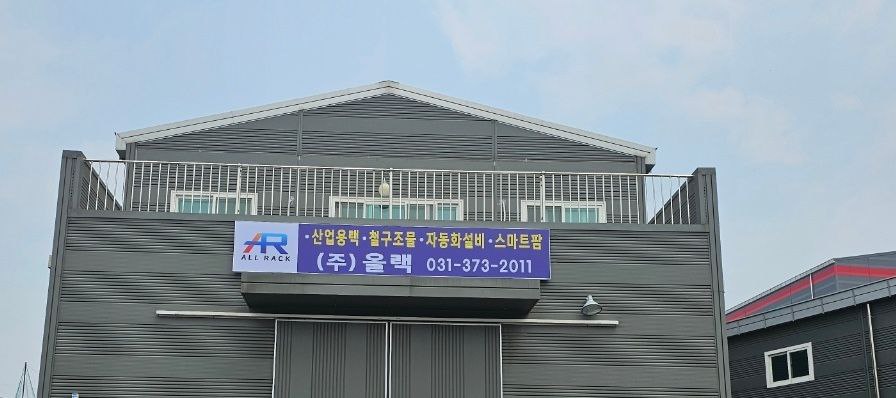 AR
ALL RACK
·산업용랙·철구조물·자동화설비·스마트팜
(주)올랙 031-373-2011